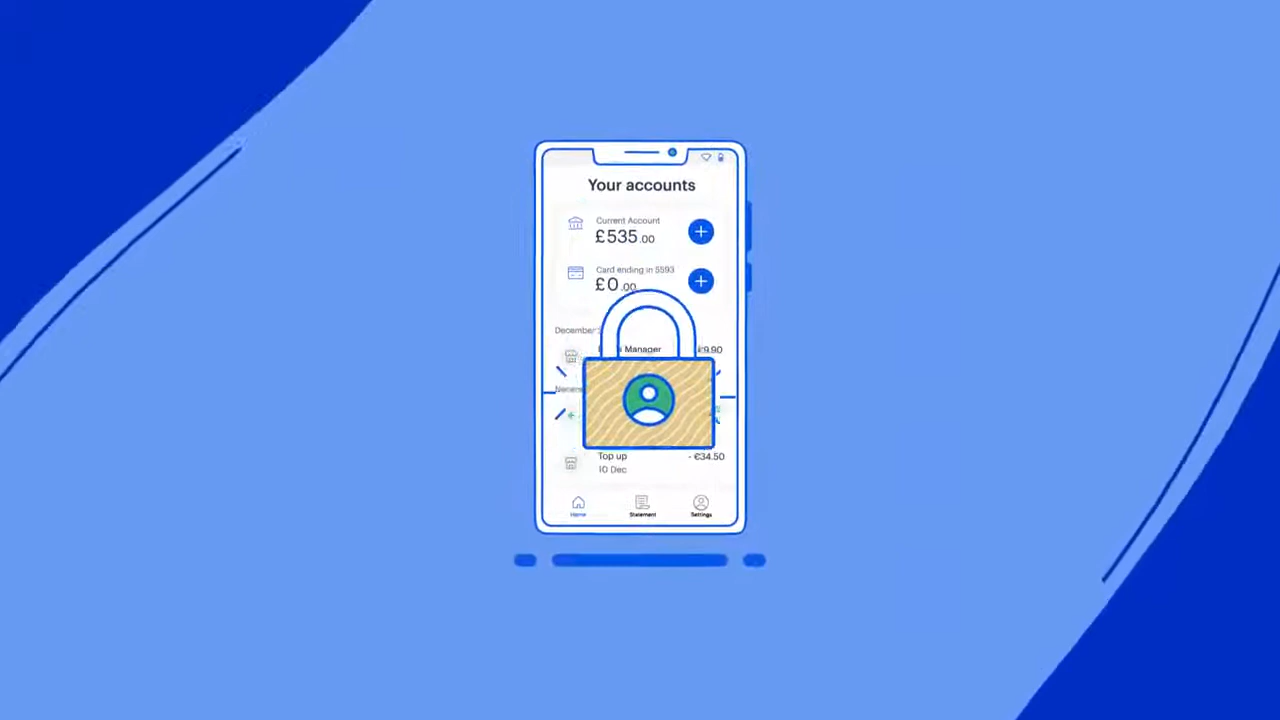 Your accounts
Current Account
£535.00
Card ending in 5593
£0.00
December
Manager
€9.90
Top up
- €34.50
10 Dec
Home
Statement
Settings